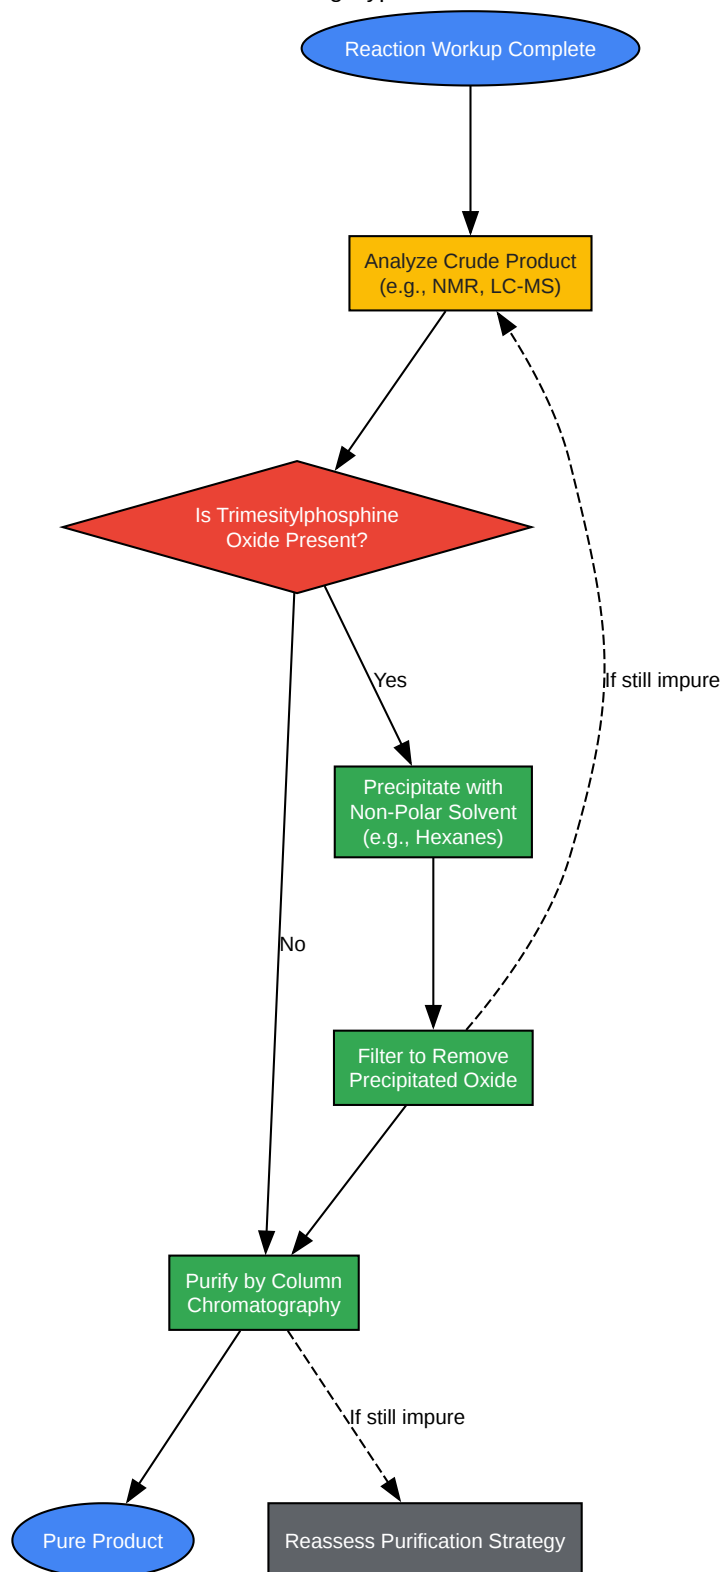 Reaction Workup Complete
Analyze Crude Product
(e.g., NMR, LC-MS)
Is Trimesitylphosphine
Oxide Present?
Yes
If still impure
Precipitate with
Non-Polar Solvent
(e.g., Hexanes)
No
Filter to Remove
Precipitated Oxide
Purify by Column
Chromatography
If still impure
Pure Product
Reassess Purification Strategy